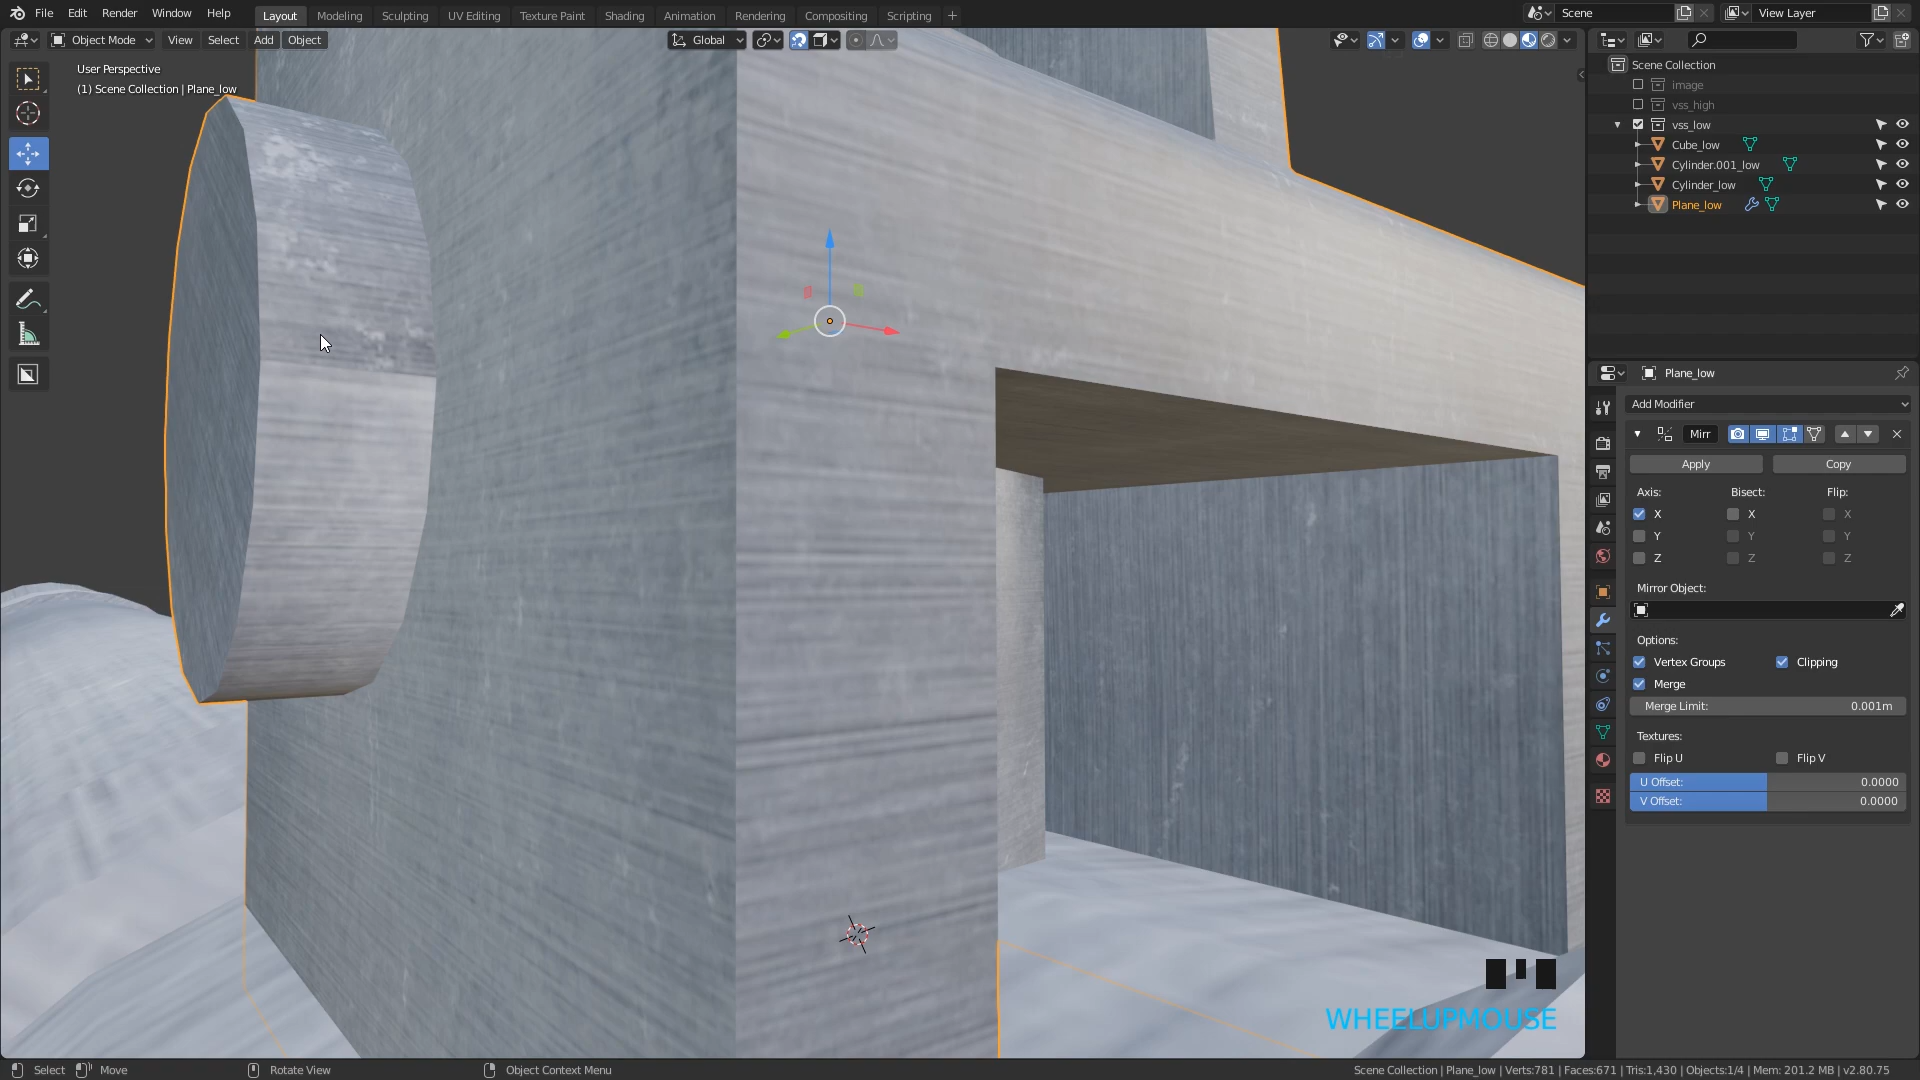 File Edit Render Window Help Layout Modeling Sculpting UV Editing Texture Paint Shading Animation Rendering Compositing Scripting + Scene View Layer
Object Mode View Select Add Object Global
User Perspective
(1) Scene Collection | Plane_low
Scene Collection
image
vss_high
vss_low
Cube_low
Cylinder.001_low
Cylinder_low
Plane_low
Plane_low
Add Modifier
Mirr
Apply Copy
Axis: Bisect: Flip:
X X X
Y Y Y
Z Z Z
Mirror Object:
Options:
Vertex Groups Clipping
Merge
Merge Limit: 0.001m
Textures:
Flip U Flip V
U Offset: 0.0000
V Offset: 0.0000
WHEELUPMOUSE
Select Move Rotate View Object Context Menu Scene Collection | Plane_low | Verts:781 | Faces:671 | Tris:1,430 | Objects:1/4 | Mem: 201.2 MB | v2.80.75